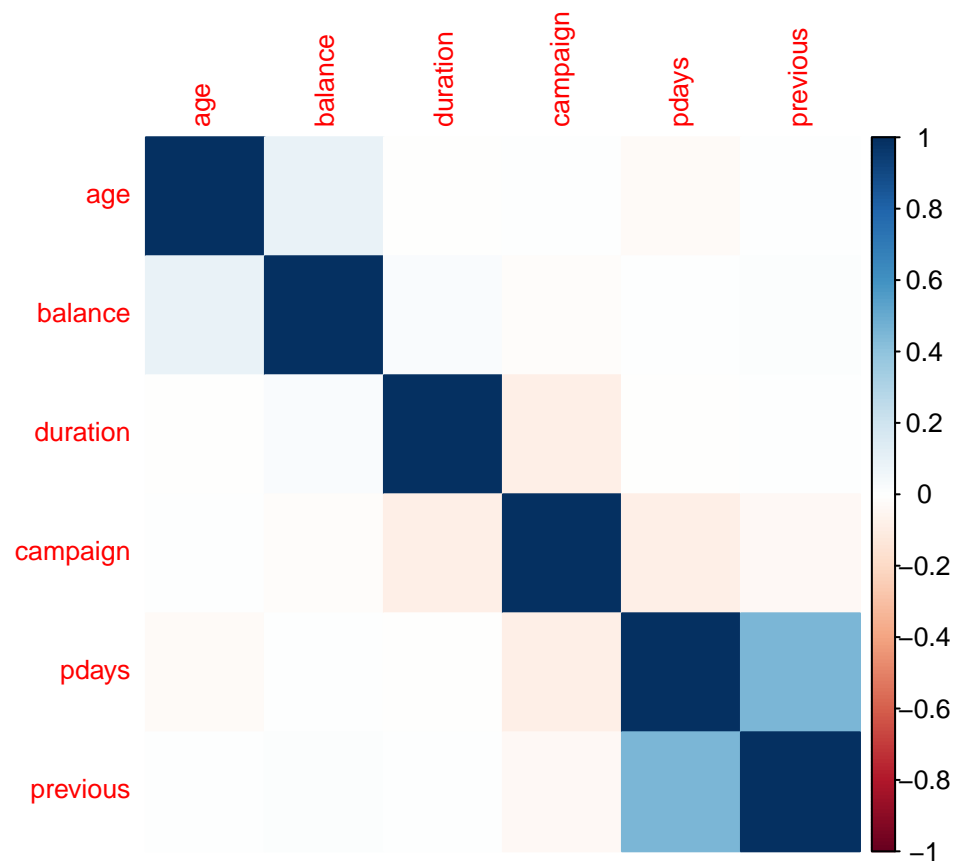 age
balance
duration
campaign
pdays
previous
age
balance
duration
campaign
pdays
previous
1
0.8
0.6
0.4
0.2
0
−0.2
−0.4
−0.6
−0.8
−1